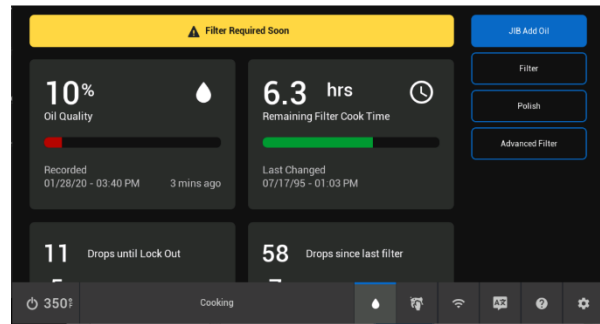 Filter Required Soon
JIB Add Oil
Filter
Polish
Advanced Filter
10%
Oil Quality
Recorded
01/28/20 - 03:40 PM 3 mins ago
6.3 hrs
Remaining Filter Cook Time
Last Changed
07/17/95 - 01:03 PM
11 Drops until Lock Out
58 Drops since last filter
350°F
Cooking